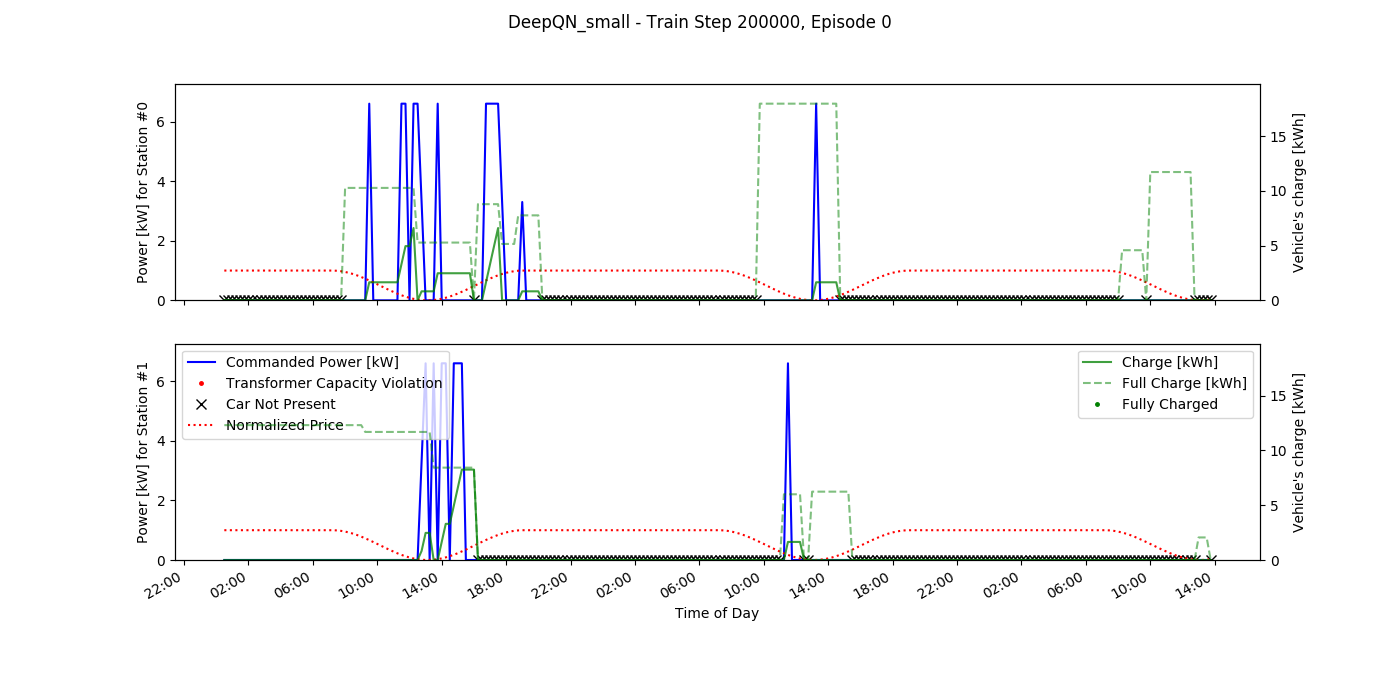 DeepQN_small - Train Step 200000, Episode 0
Power [kW] for Station #0
6
4
2
0
15
10
5
0
Vehicle's charge [kWh]
Power [kW] for Station #1
6
4
2
0
Commanded Power [kW]
Transformer Capacity Violation
Car Not Present
Normalized Price
Charge [kWh]
Full Charge [kWh]
Fully Charged
15
10
5
0
Vehicle's charge [kWh]
22:00 02:00 06:00 10:00 14:00 18:00 22:00 02:00 06:00 10:00 14:00 18:00 22:00 02:00 06:00 10:00 14:00
Time of Day